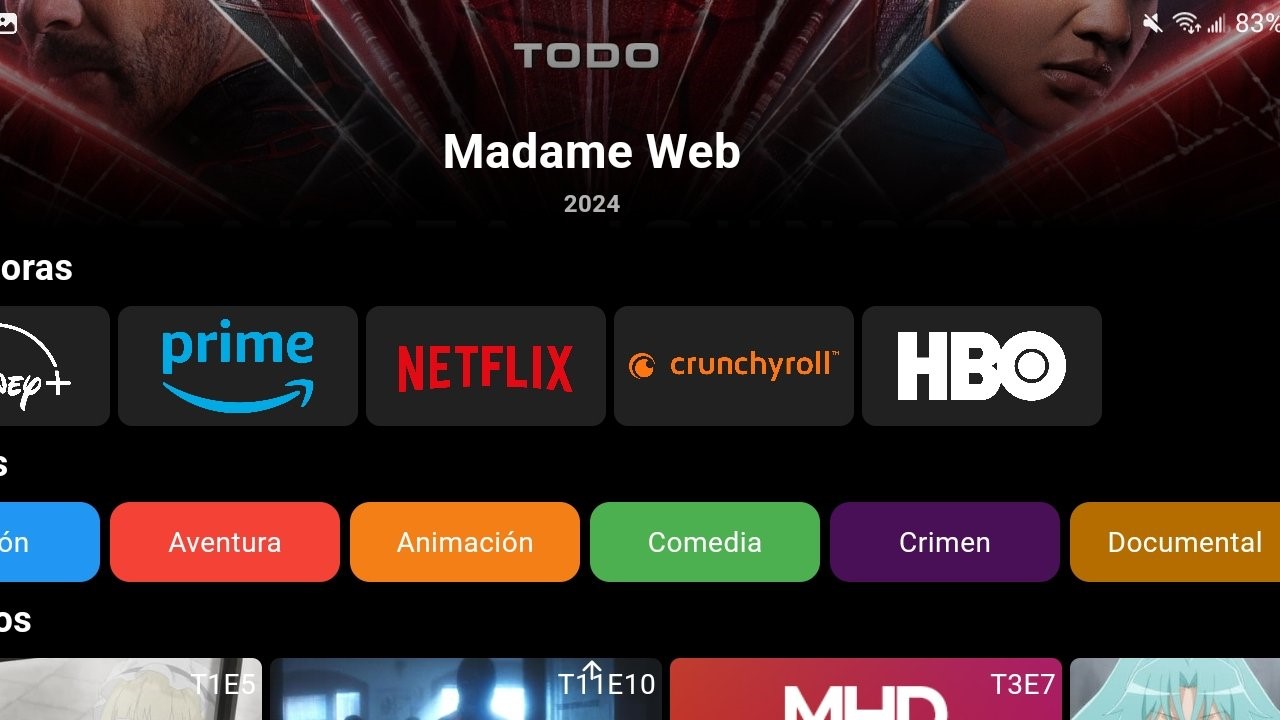 83%
TODO
Madame Web
2024
oras
ney+
prime
NETFLIX
crunchyroll™
HBO
s
ón
Aventura
Animación
Comedia
Crimen
Documental
os
T1E5
T11E10
T3E7
MHD